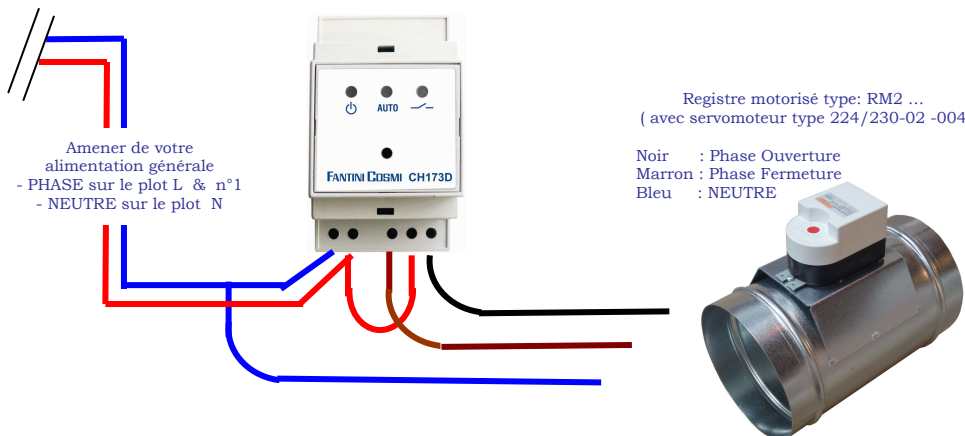 AUTO
FANTINI COSMI CH173D
Amener de votre
alimentation générale
- PHASE sur le plot L & n°1
- NEUTRE sur le plot N
Registre motorisé type: RM2 ...
( avec servomoteur type 224/230-02 -004
Noir : Phase Ouverture
Marron : Phase Fermeture
Bleu : NEUTRE